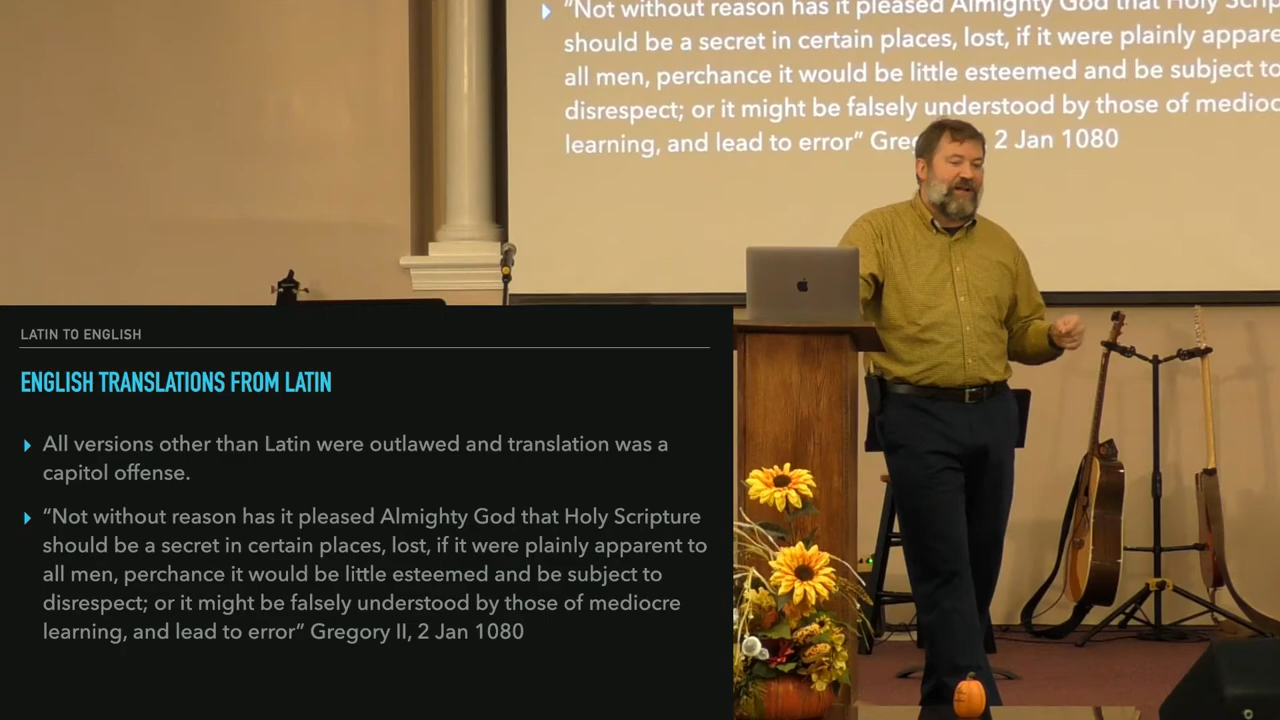 “Not without reason has it pleased Almighty God that Holy
should be a secret in certain places, lost, if it were plainly
all men, perchance it would be little esteemed and be subject to
disrespect; or it might be falsely understood by those of
learning, and lead to error” 2 Jan 1080
LATIN TO ENGLISH
ENGLISH TRANSLATIONS FROM LATIN
All versions other than Latin were outlawed and translation was a
capitol offense.
“Not without reason has it pleased Almighty God that Holy Scripture
should be a secret in certain places, lost, if it were plainly apparent to
all men, perchance it would be little esteemed and be subject to
disrespect; or it might be falsely understood by those of mediocre
learning, and lead to error” Gregory II, 2 Jan 1080